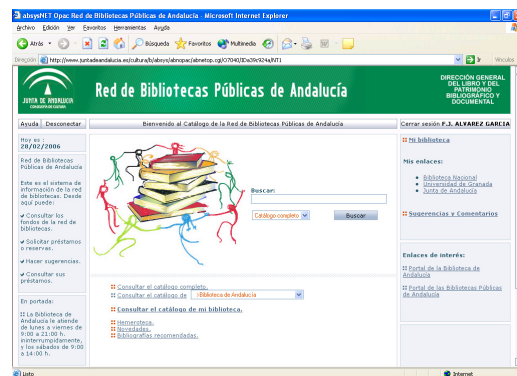 absysNET Opac Red de Bibliotecas Públicas de Andalucia - Microsoft Internet Explorer
Archivo Edición Ver Favoritos Herramientas Ayuda
Atrás Búsqueda Favoritos Multimedia
Dirección http://www.juntadeandalucia.es/cultura/b/absys/abnopac/abnetop.cgi/O7040/IDa39c924a/NT1 Ir Vínculos
JUNTA DE ANDALUCIA
CONSEJERÍA DE CULTURA
Red de Bibliotecas Públicas de Andalucía
DIRECCIÓN GENERAL
DEL LIBRO Y DEL
PATRIMONIO
BIBLIOGRÁFICO Y
DOCUMENTAL
Ayuda Desconectar
Bienvenido al Catálogo de la Red de Bibliotecas Públicas de Andalucía
Cerrar sesión F.J. ALVAREZ GARCIA
Hoy es :
28/02/2006
Red de Bibliotecas
Públicas de Andalucía
Este es el sistema de
información de la red
de bibliotecas. Desde
aquí puede:
Consultar los
fondos de la red de
bibliotecas.
Solicitar préstamos
o reservas.
Hacer sugerencias.
Consultar sus
préstamos.
En portada:
La Biblioteca de
Andalucía le atiende
de lunes a viernes de
9:00 a 21:00 h.
ininterrumpidamente,
y los sábados de 9:00
a 14:00 h.
Buscar:
Catálogo completo Buscar
Consultar el catálogo completo.
Consultar el catálogo de :-Biblioteca de Andalucía
Consultar el catálogo de mi biblioteca.
Hemeroteca.
Novedades.
Bibliografías recomendadas.
Mi biblioteca
Mis enlaces:
Biblioteca Nacional
Universidad de Granada
Junta de Andalucía
Sugerencias y Comentarios
Enlaces de interés:
Portal de la Biblioteca de
Andalucía
Portal de las Bibliotecas Públicas
de Andalucía
Listo Internet